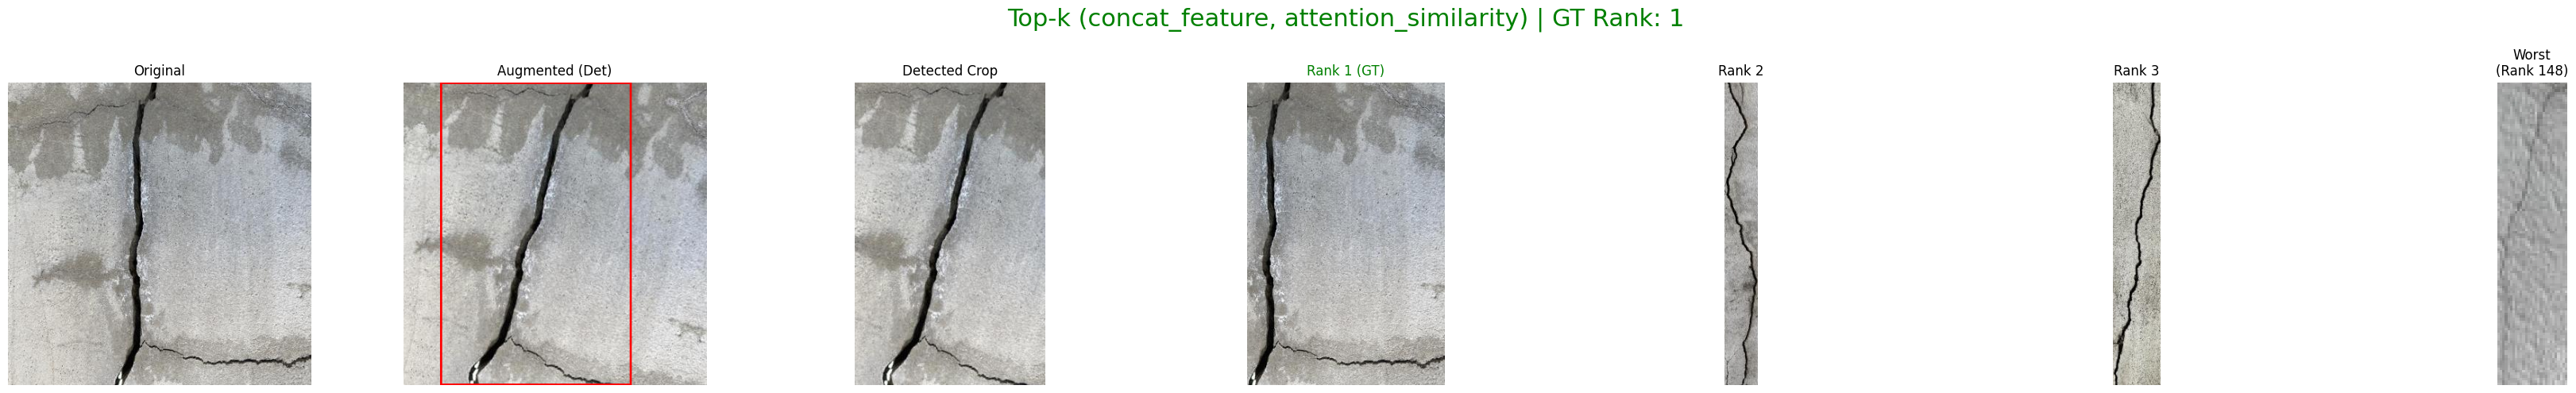 Top-k (concat_feature, attention_similarity) | GT Rank: 1
Original
Augmented (Det)
Detected Crop
Rank 1 (GT)
Rank 2
Rank 3
Worst
(Rank 148)